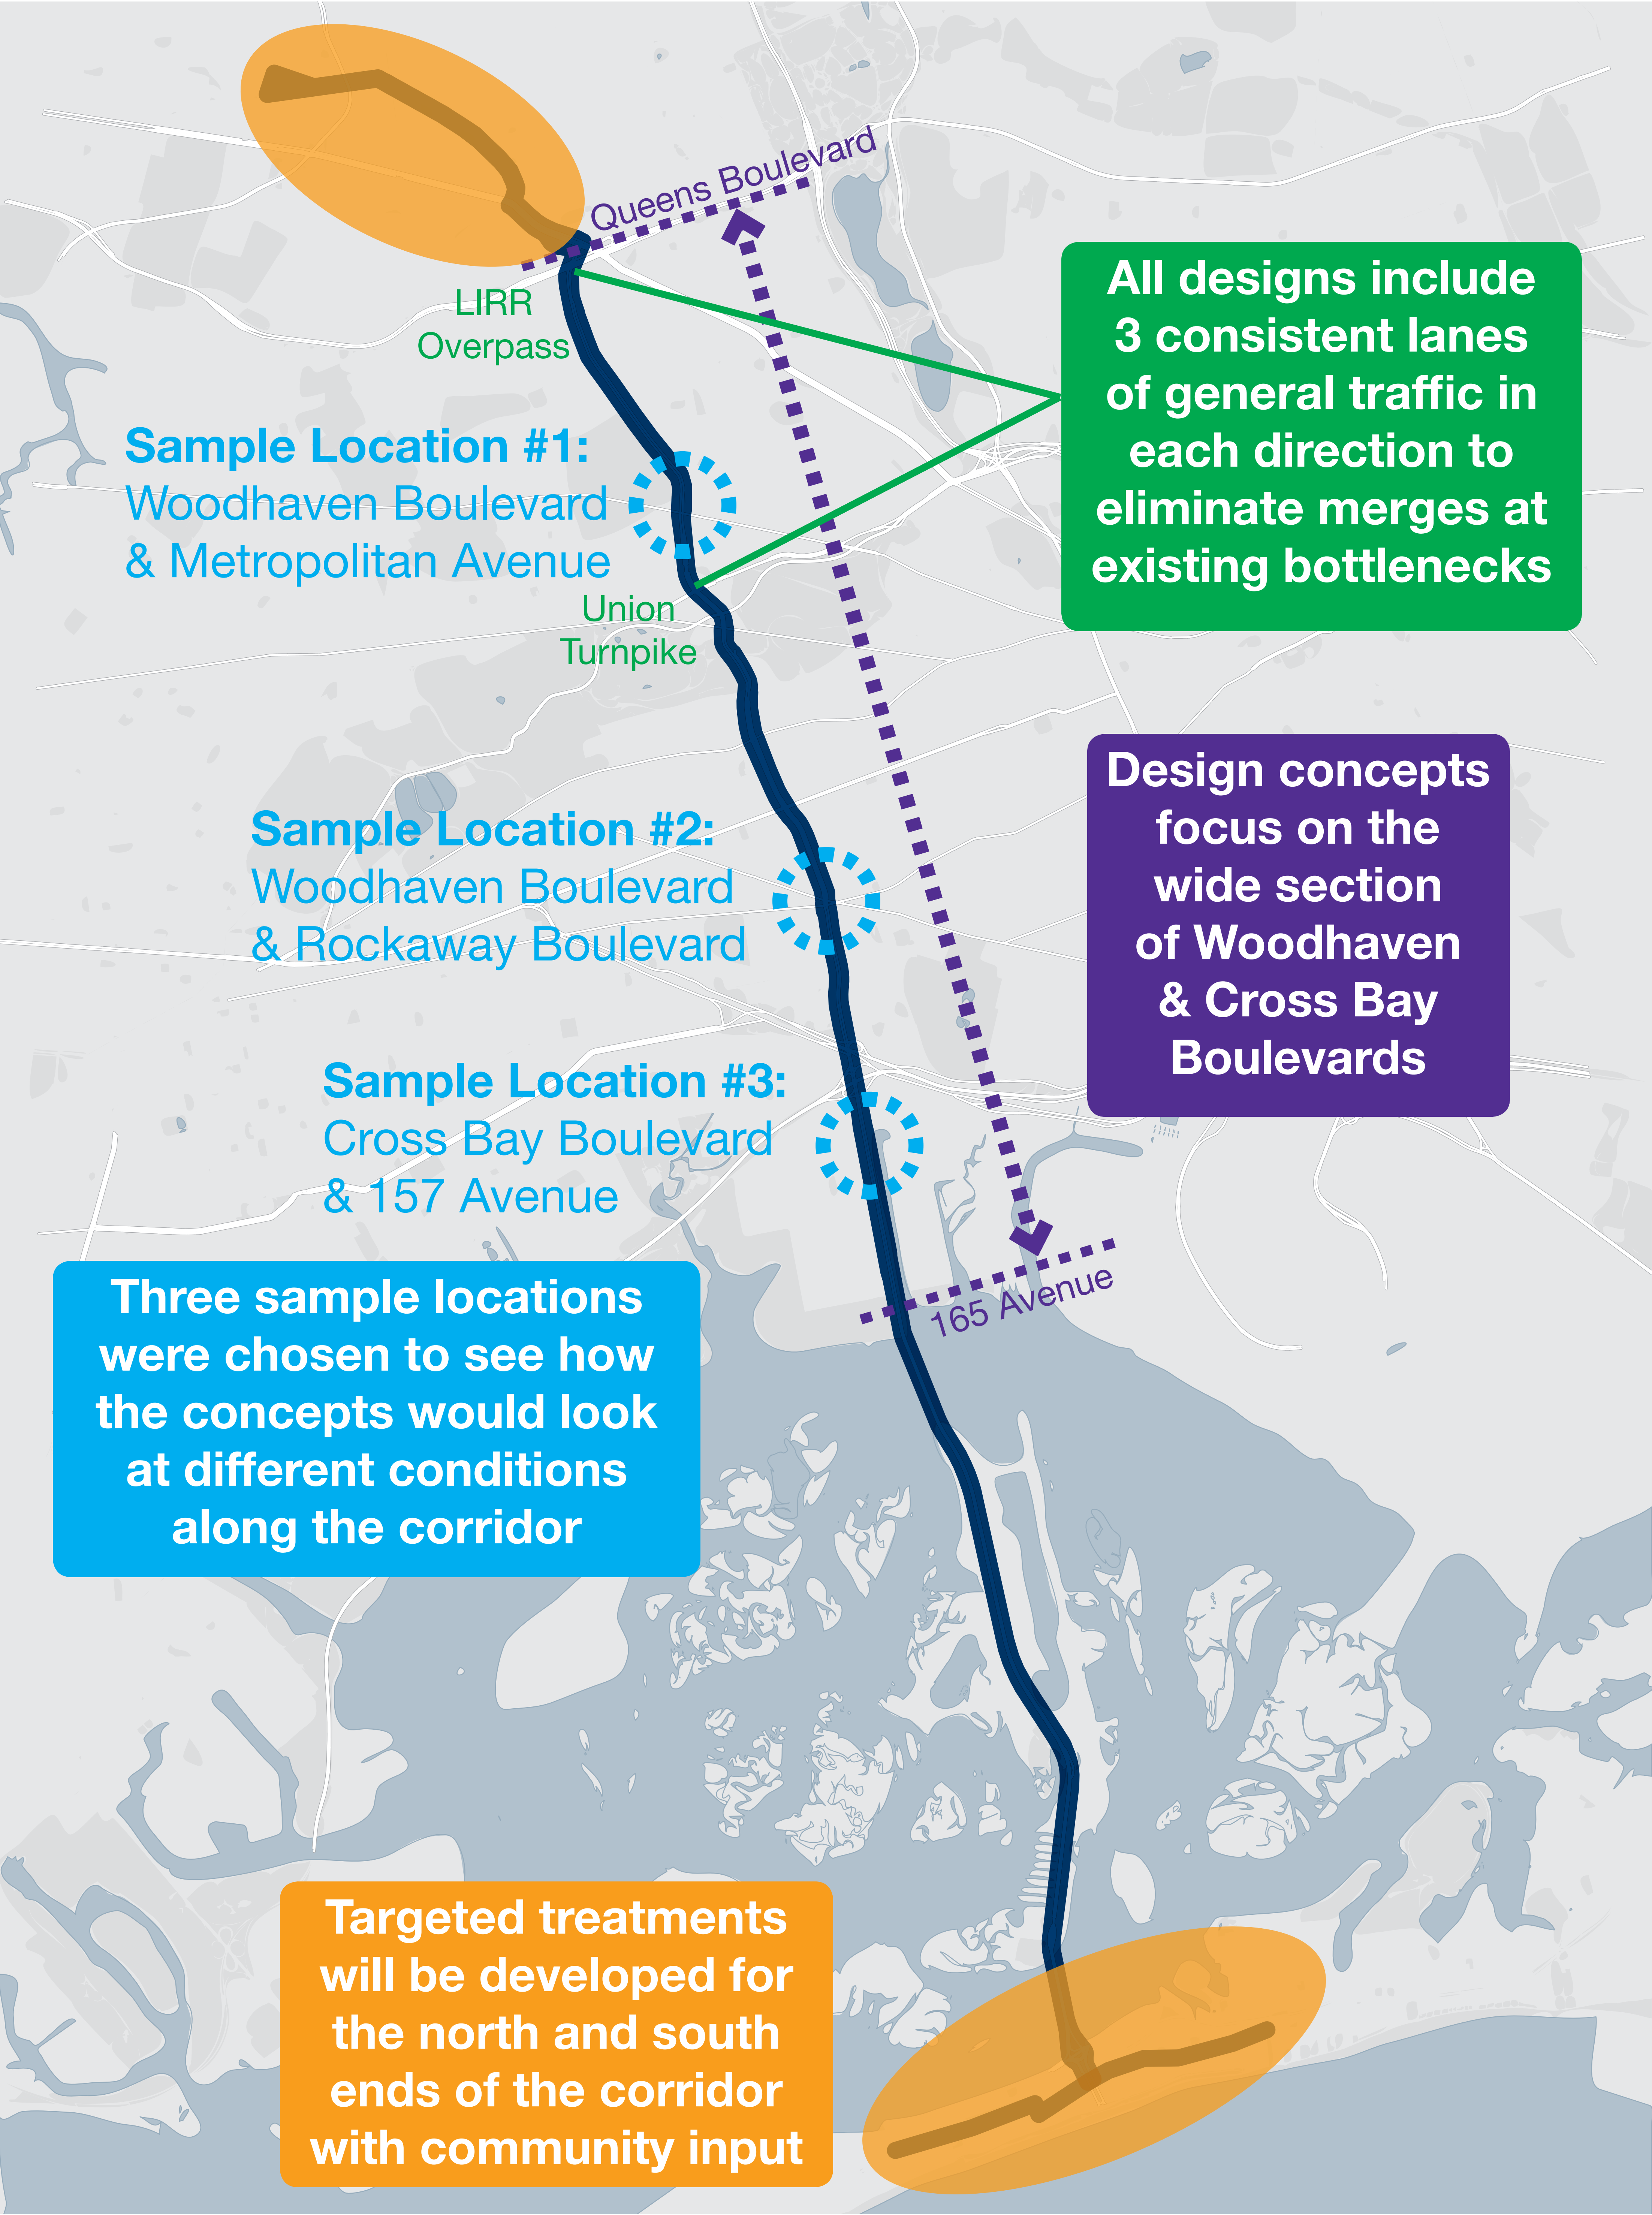 Queens Boulevard
LIRR
Overpass
All designs include
3 consistent lanes
of general traffic in
each direction to
eliminate merges at
existing bottlenecks
Sample Location #1:
Woodhaven Boulevard
& Metropolitan Avenue
Union
Turnpike
Design concepts
focus on the
wide section
of Woodhaven
& Cross Bay
Boulevards
Sample Location #2:
Woodhaven Boulevard
& Rockaway Boulevard
Sample Location #3:
Cross Bay Boulevard
& 157 Avenue
165 Avenue
Three sample locations
were chosen to see how
the concepts would look
at different conditions
along the corridor
Targeted treatments
will be developed for
the north and south
ends of the corridor
with community input